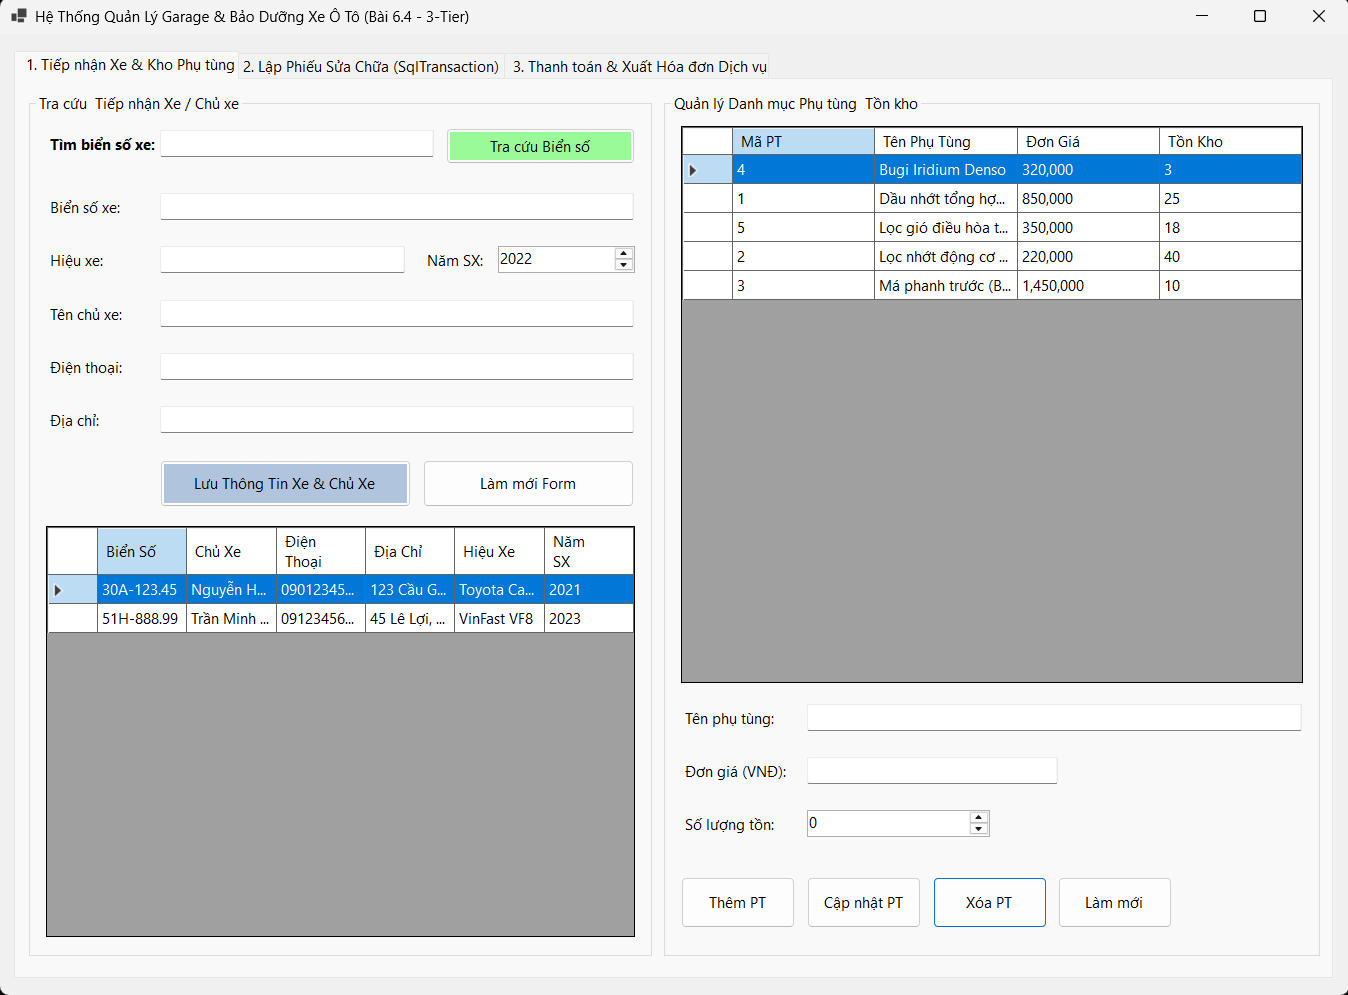 Hệ Thống Quản Lý Garage & Bảo Dưỡng Xe Ô Tô (Bài 6.4 - 3-Tier)
1. Tiếp nhận Xe & Kho Phụ tùng
2. Lập Phiếu Sửa Chữa (SqlTransaction)
3. Thanh toán & Xuất Hóa đơn Dịch vụ
Tra cứu  Tiếp nhận Xe / Chủ xe
Tìm biển số xe:
Tra cứu Biển số
Biển số xe:
Hiệu xe:
Năm SX: 2022
Tên chủ xe:
Điện thoại:
Địa chỉ:
Lưu Thông Tin Xe & Chủ Xe
Làm mới Form
Biển Số Chủ Xe Điện Thoại Địa Chỉ Hiệu Xe Năm SX
30A-123.45 Nguyễn H... 09012345... 123 Cầu G... Toyota Ca... 2021
51H-888.99 Trần Minh ... 09123456... 45 Lê Lợi, ... VinFast VF8 2023
Quản lý Danh mục Phụ tùng  Tồn kho
Mã PT Tên Phụ Tùng Đơn Giá Tồn Kho
4 Bugi Iridium Denso 320,000 3
1 Dầu nhớt tổng hợ... 850,000 25
5 Lọc gió điều hòa t... 350,000 18
2 Lọc nhớt động cơ ... 220,000 40
3 Má phanh trước (B... 1,450,000 10
Tên phụ tùng:
Đơn giá (VNĐ):
Số lượng tồn: 0
Thêm PT
Cập nhật PT
Xóa PT
Làm mới